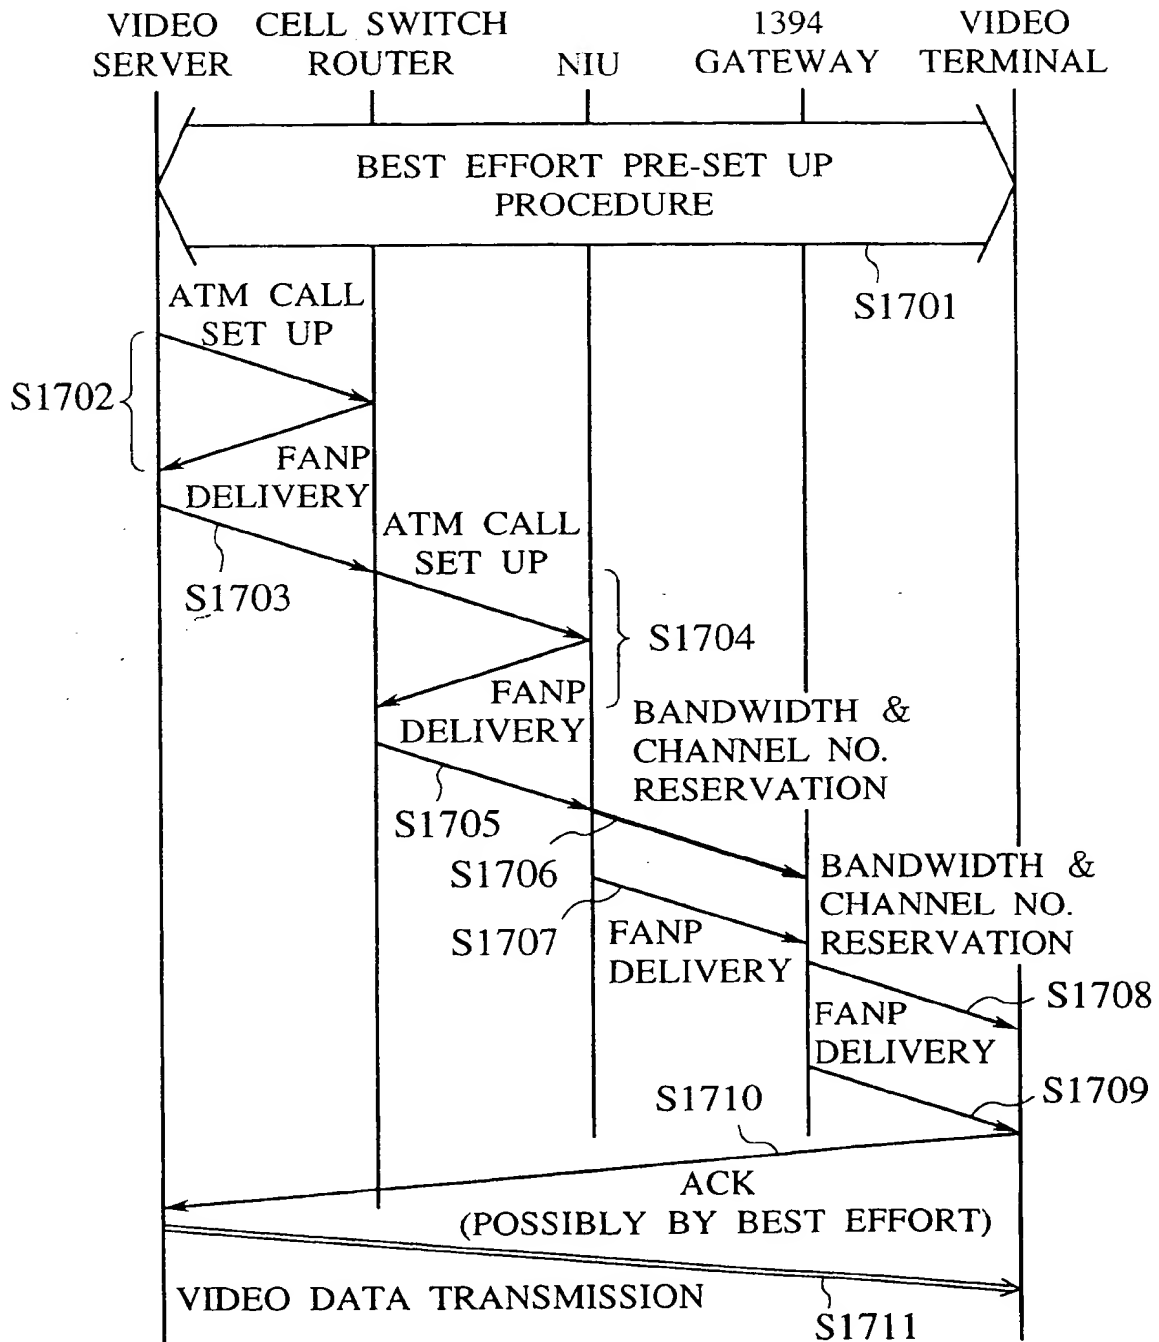 VIDEO SERVER
CELL SWITCH ROUTER
NIU
1394 GATEWAY
VIDEO TERMINAL
BEST EFFORT PRE-SET UP
PROCEDURE
S1701
ATM CALL
SET UP
S1702
FANP
DELIVERY
S1703
ATM CALL
SET UP
S1704
FANP
DELIVERY
S1705
BANDWIDTH &
CHANNEL NO.
RESERVATION
S1706
S1707
FANP
DELIVERY
BANDWIDTH &
CHANNEL NO.
RESERVATION
S1708
FANP
DELIVERY
S1709
S1710
ACK
(POSSIBLY BY BEST EFFORT)
VIDEO DATA TRANSMISSION
S1711